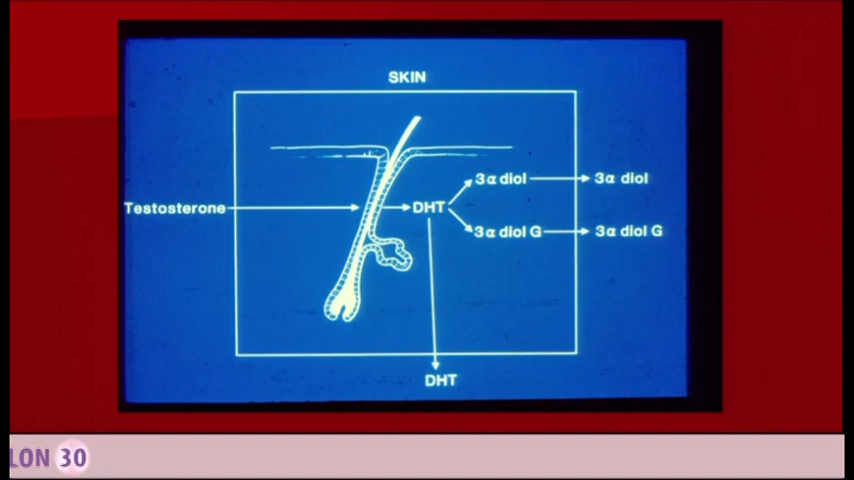 SKIN
3α diol
3α diol
Testosterone
DHT
3α diol G
3α diol G
DHT
LON 30